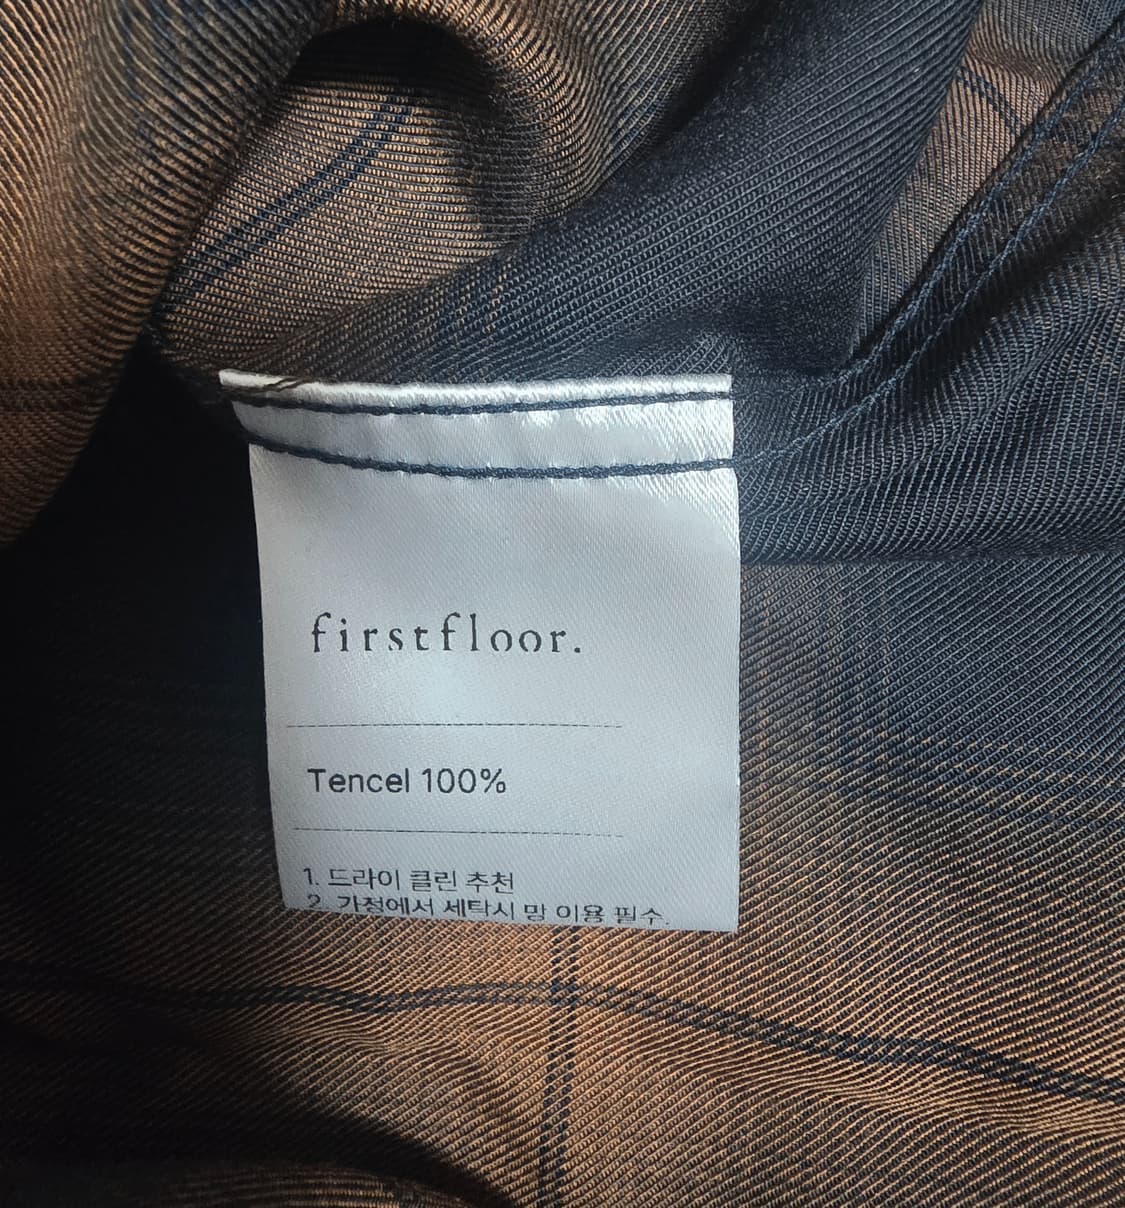 firstfloor.
Tencel 100%
1. 드라이 클린 추천
2. 가정에서 세탁시 망 이용 필수.